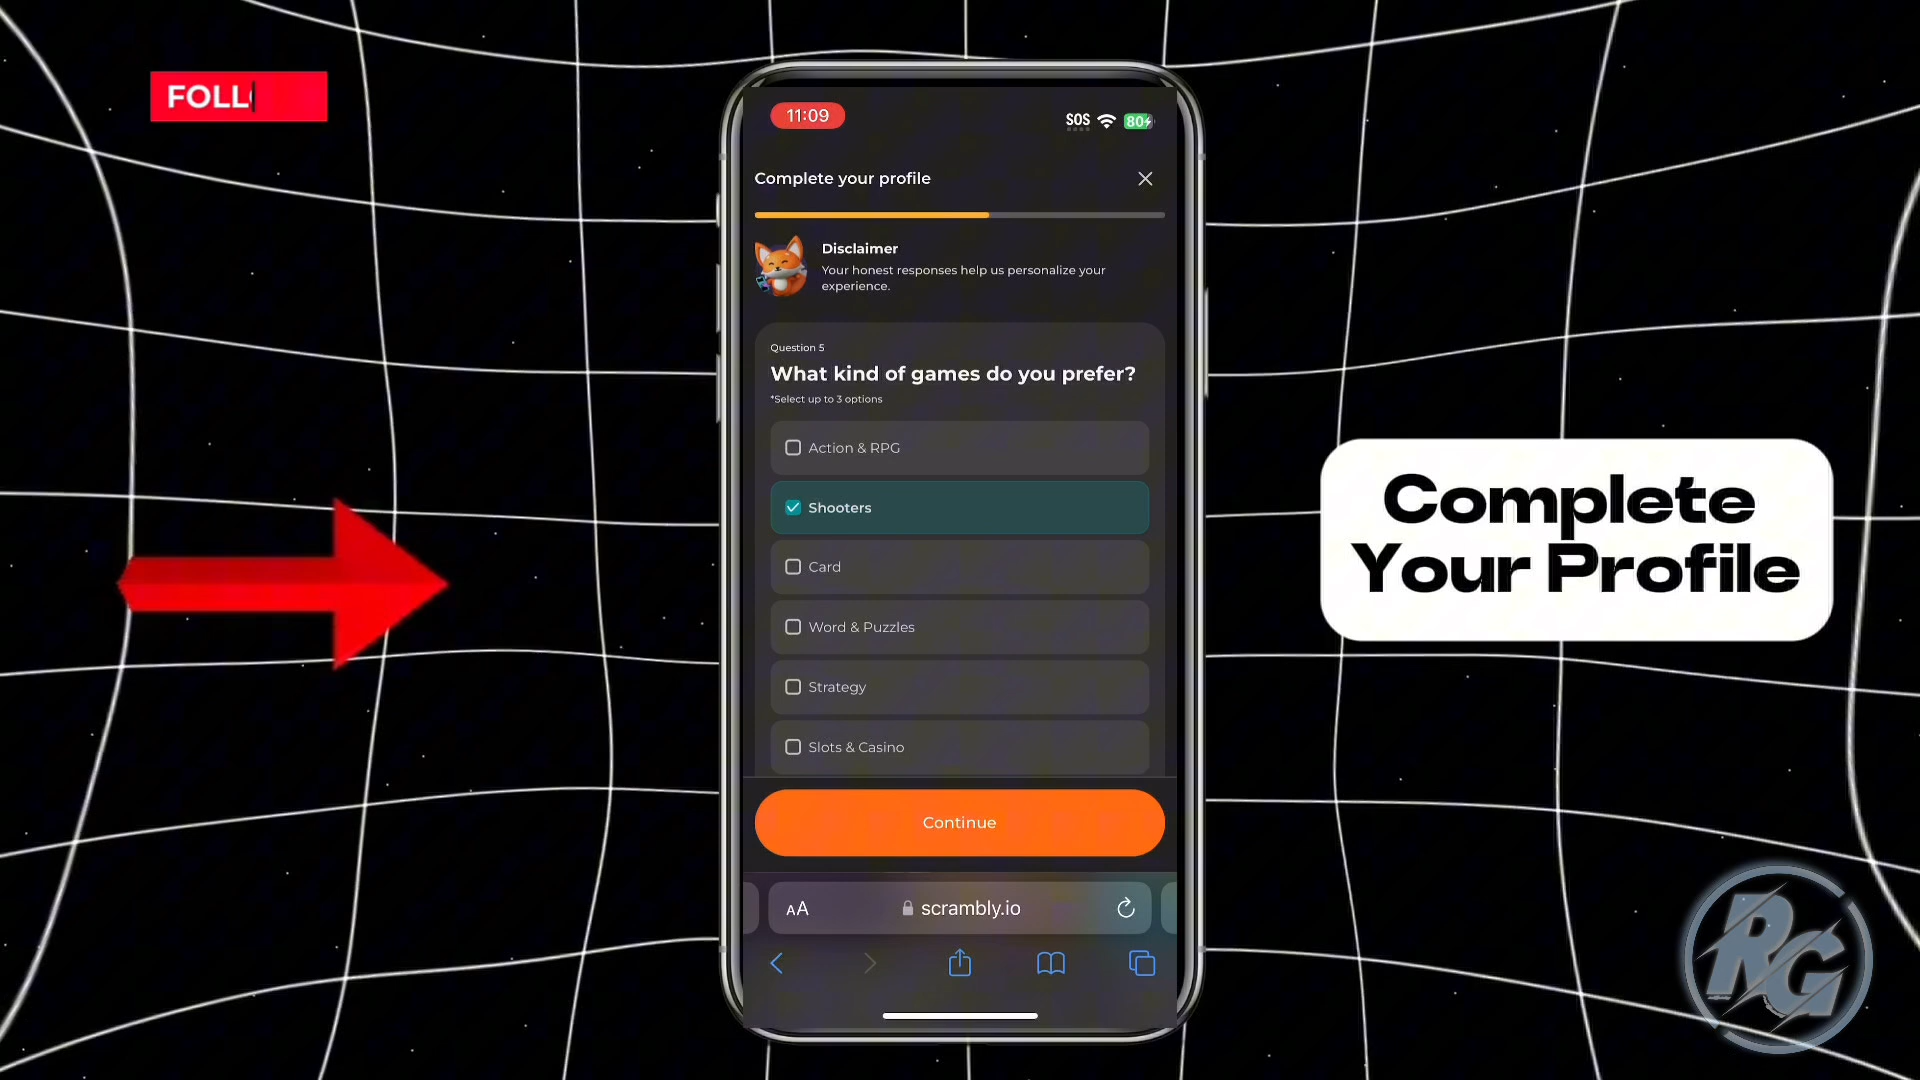 FOLL
11:09
SOS
80
Complete your profile
Disclaimer
Your honest responses help us personalize your
experience.
Question 5
What kind of games do you prefer?
*Select up to 3 options
Action & RPG
Shooters
Card
Word & Puzzles
Strategy
Slots & Casino
Continue
AA
scrambly.io
Complete
Your Profile
RG